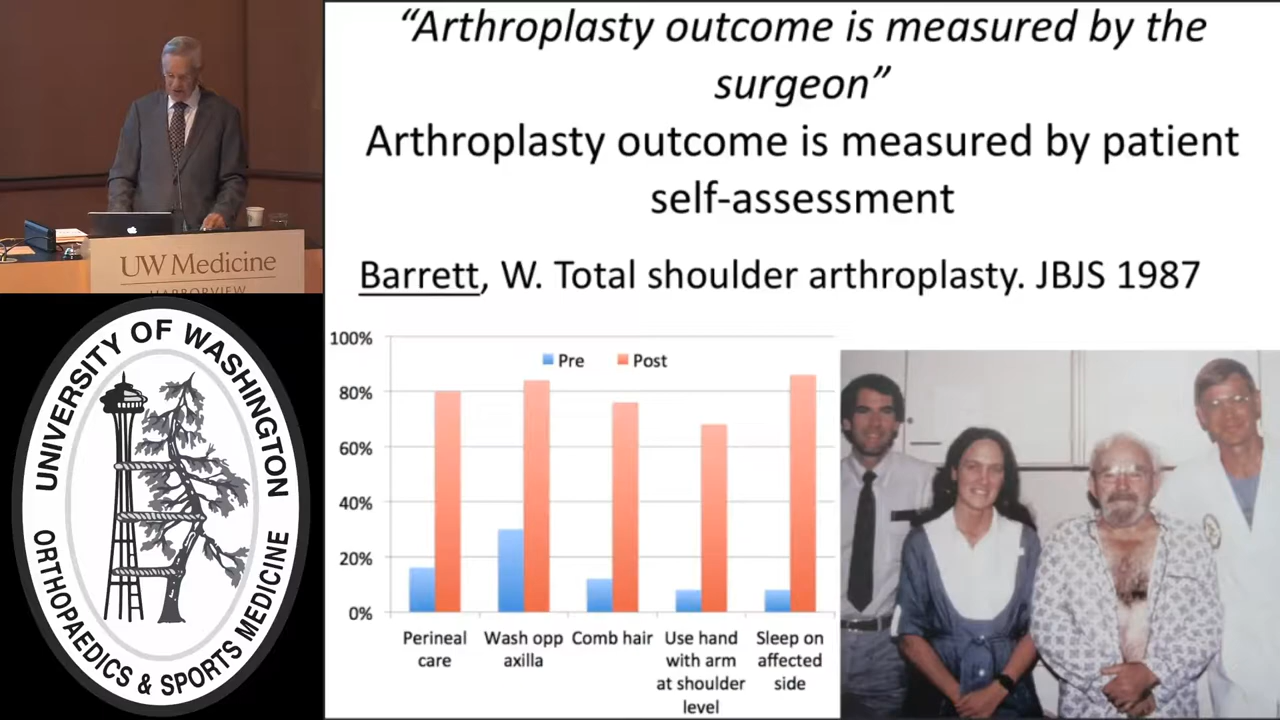 “Arthroplasty outcome is measured by the
surgeon”
Arthroplasty outcome is measured by patient
self-assessment
Barrett, W. Total shoulder arthroplasty. JBJS 1987
UW Medicine
HARBORVIEW
UNIVERSITY OF WASHINGTON
ORTHOPAEDICS & SPORTS MEDICINE
100%
80%
60%
40%
20%
0%
Pre
Post
Perineal
care
Wash opp
axilla
Comb hair
Use hand
with arm
at shoulder
level
Sleep on
affected
side